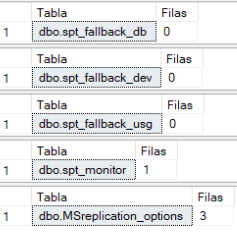 Tabla Filas
1 dbo.spt_fallback_db 0
Tabla Filas
1 dbo.spt_fallback_dev 0
Tabla Filas
1 dbo.spt_fallback_usg 0
Tabla Filas
1 dbo.spt_monitor 1
Tabla Filas
1 dbo.MSreplication_options 3